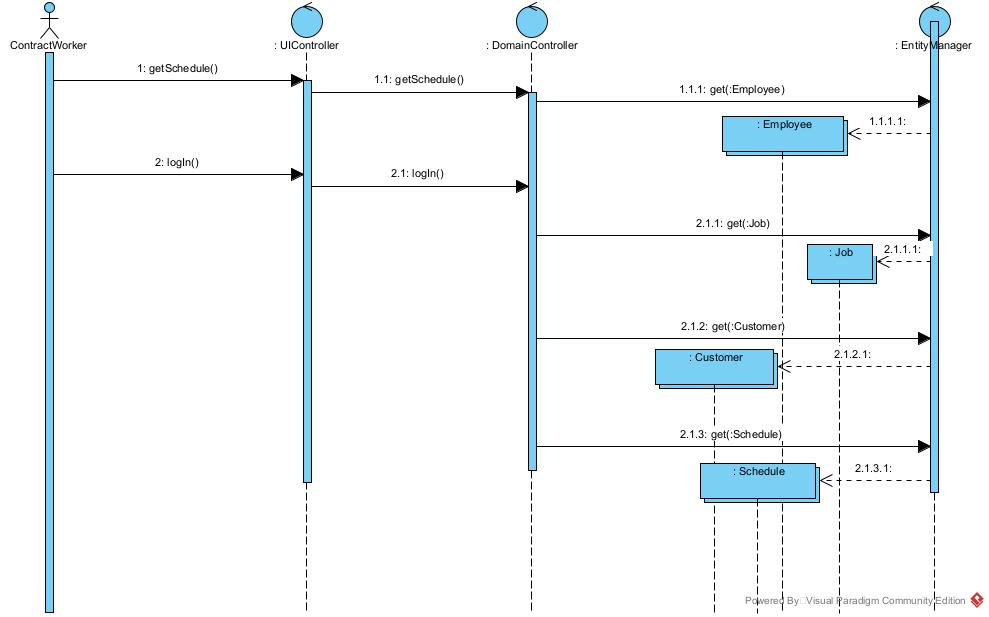 ContractWorker
: UIController
: DomainController
: EntityManager
1: getSchedule()
1.1: getSchedule()
1.1.1: get(:Employee)
: Employee
1.1.1.1:
2: logIn()
2.1: logIn()
2.1.1: get(:Job)
: Job
2.1.1.1:
2.1.2: get(:Customer)
: Customer
2.1.2.1:
2.1.3: get(:Schedule)
: Schedule
2.1.3.1:
Powered By Visual Paradigm Community Edition